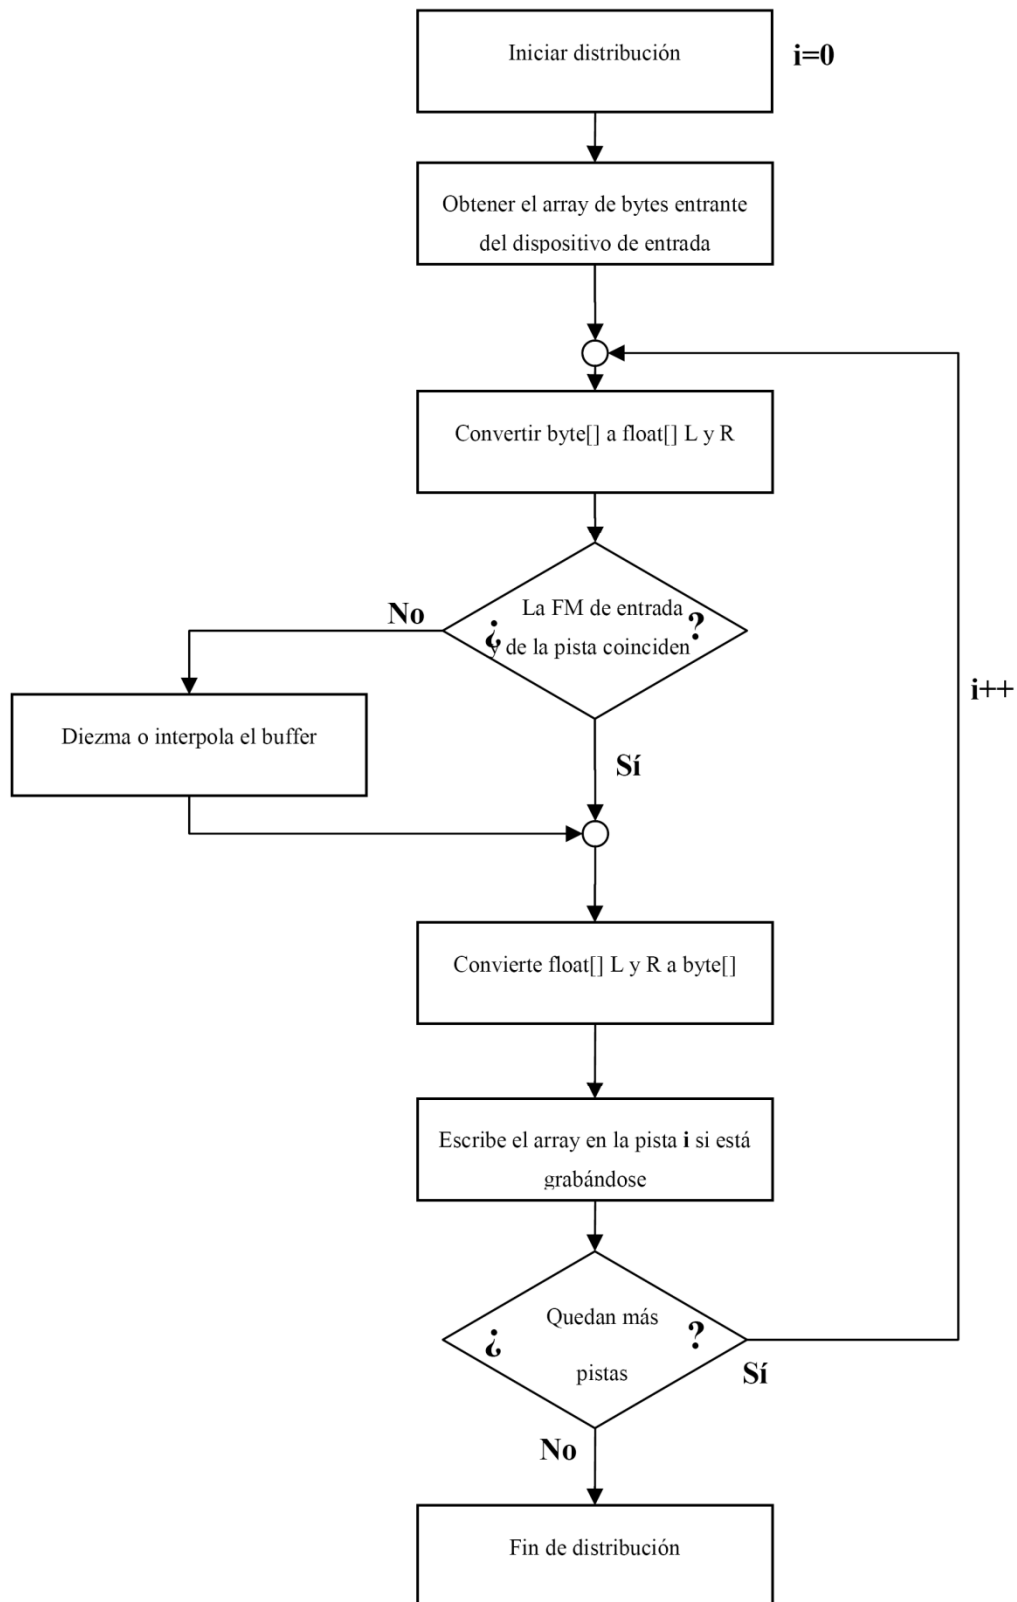 Iniciar distribución
i=0
Obtener el array de bytes entrante
del dispositivo de entrada
Convertir byte[] a float[] L y R
No
¿ La FM de entrada ?
y de la pista coinciden
Diezma o interpola el buffer
Sí
i++
Convierte float[] L y R a byte[]
Escribe el array en la pista i si está
grabándose
¿ Quedan más ?
pistas
Sí
No
Fin de distribución